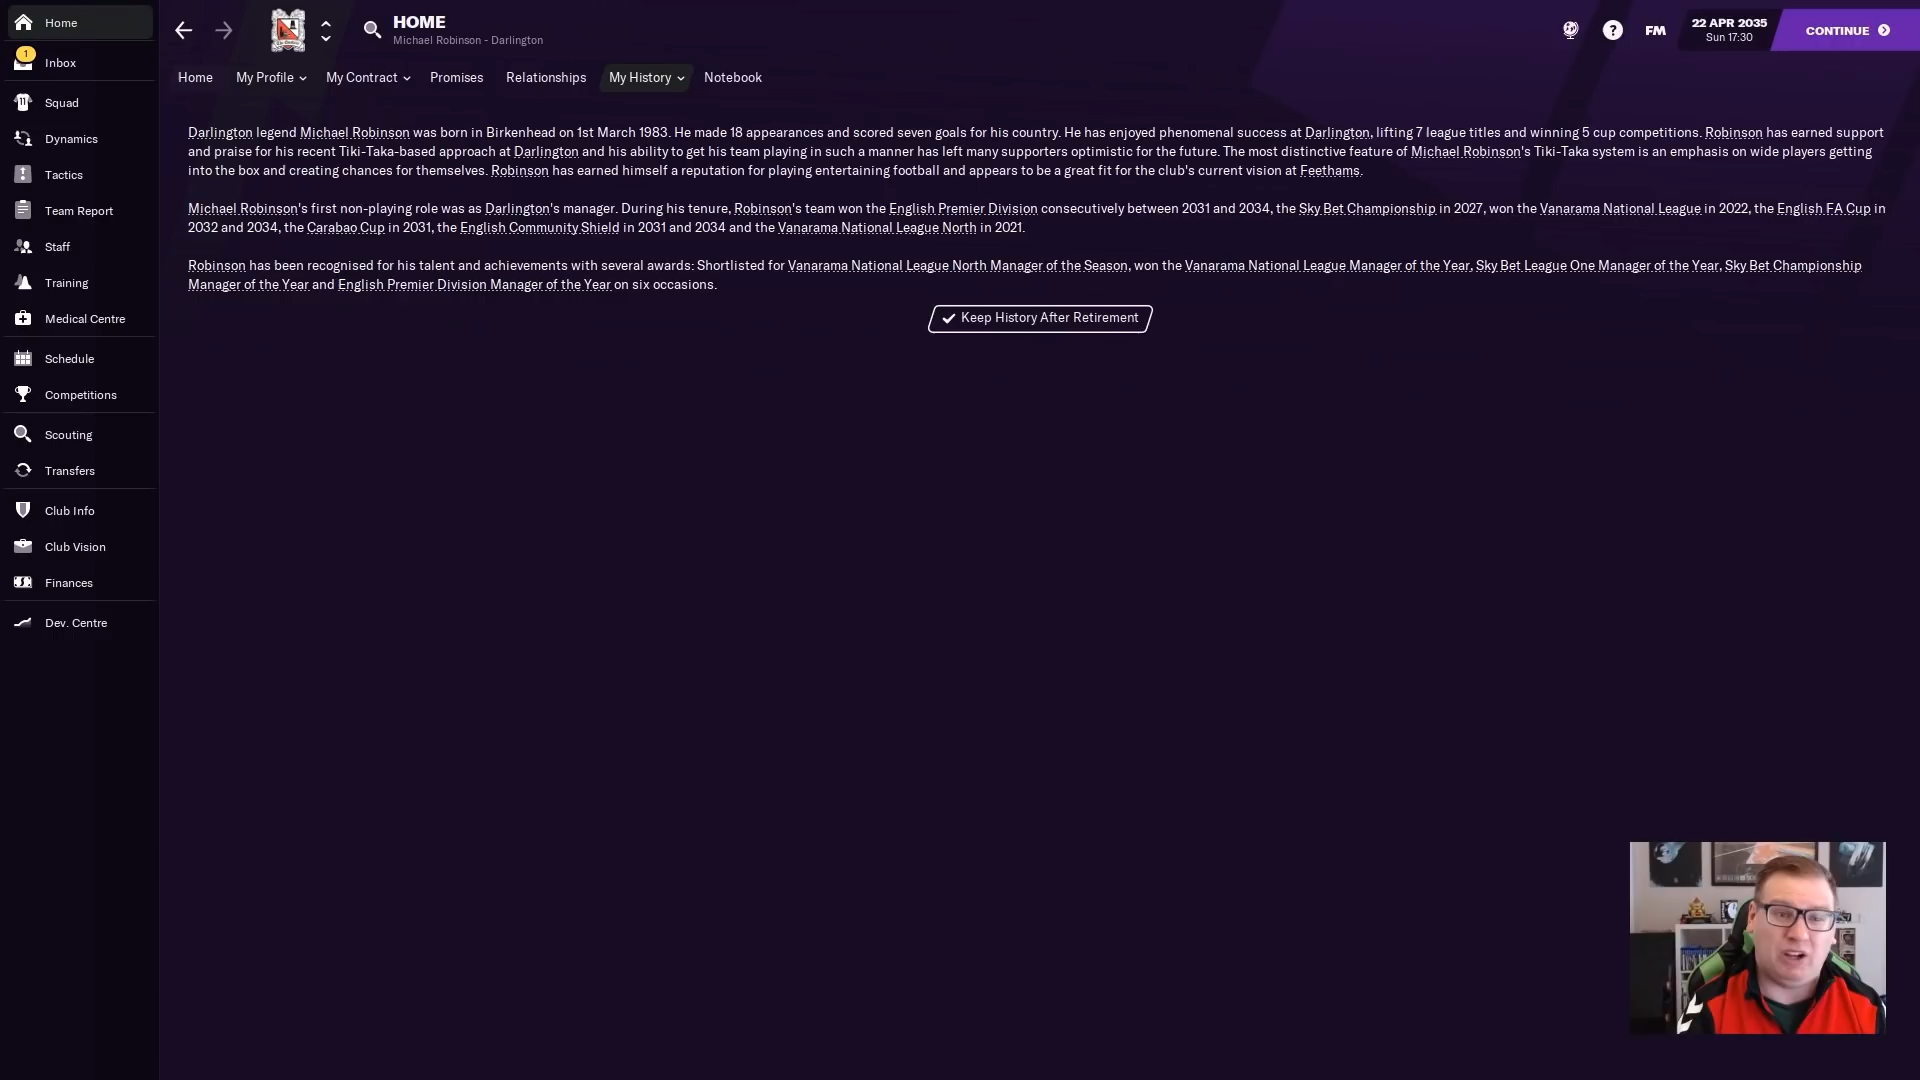 Home
1
Inbox
Squad
Dynamics
Tactics
Team Report
Staff
Training
Medical Centre
Schedule
Competitions
Scouting
Transfers
Club Info
Club Vision
Finances
Dev. Centre
HOME
Michael Robinson - Darlington
FM
22 APR 2035
Sun 17:30
CONTINUE
Home My Profile My Contract Promises Relationships My History Notebook
Darlington legend Michael Robinson was born in Birkenhead on 1st March 1983. He made 18 appearances and scored seven goals for his country. He has enjoyed phenomenal success at Darlington, lifting 7 league titles and winning 5 cup competitions. Robinson has earned support
and praise for his recent Tiki-Taka-based approach at Darlington and his ability to get his team playing in such a manner has left many supporters optimistic for the future. The most distinctive feature of Michael Robinson's Tiki-Taka system is an emphasis on wide players getting
into the box and creating chances for themselves. Robinson has earned himself a reputation for playing entertaining football and appears to be a great fit for the club's current vision at Feethams.
Michael Robinson's first non-playing role was as Darlington's manager. During his tenure, Robinson's team won the English Premier Division consecutively between 2031 and 2034, the Sky Bet Championship in 2027, won the Vanarama National League in 2022, the English FA Cup in
2032 and 2034, the Carabao Cup in 2031, the English Community Shield in 2031 and 2034 and the Vanarama National League North in 2021.
Robinson has been recognised for his talent and achievements with several awards: Shortlisted for Vanarama National League North Manager of the Season, won the Vanarama National League Manager of the Year, Sky Bet League One Manager of the Year, Sky Bet Championship
Manager of the Year and English Premier Division Manager of the Year on six occasions.
Keep History After Retirement